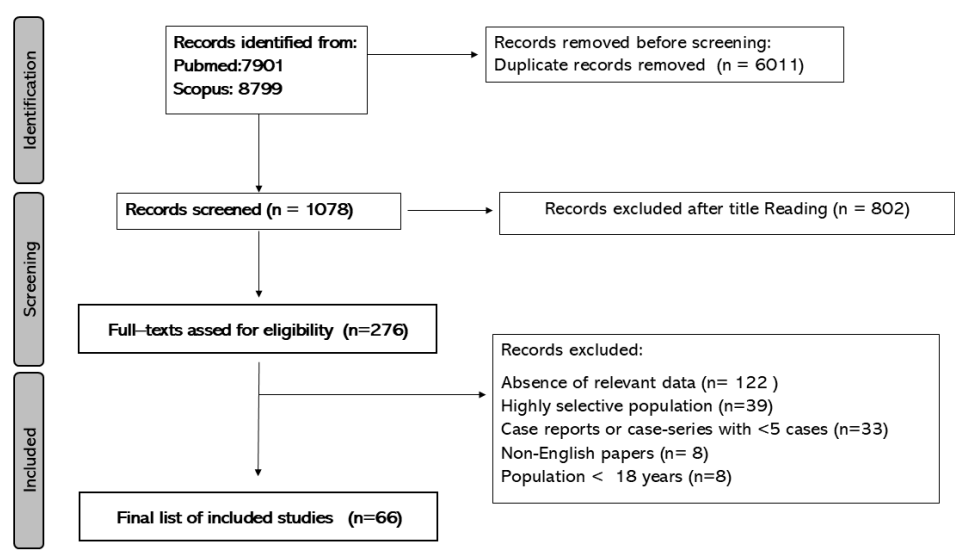 Identification
Records identified from:
Pubmed:7901
Scopus: 8799
Records removed before screening:
Duplicate records removed (n = 6011)
Screening
Records screened (n = 1078)
Records excluded after title Reading (n = 802)
Full–texts assed for eligibility (n=276)
Included
Records excluded:
Absence of relevant data (n= 122 )
Highly selective population (n=39)
Case reports or case-series with <5 cases (n=33)
Non-English papers (n= 8)
Population < 18 years (n=8)
Final list of included studies (n=66)